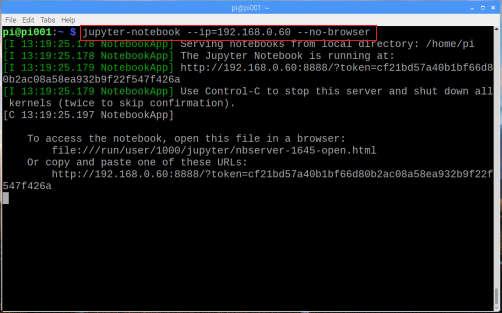 pi@pi001: ~
File Edit Tabs Help
pi@pi001:~ $ jupyter-notebook --ip=192.168.0.60 --no-browser
[I 13:19:25.178 NotebookApp] Serving notebooks from local directory: /home/pi
[I 13:19:25.178 NotebookApp] The Jupyter Notebook is running at:
[I 13:19:25.179 NotebookApp] http://192.168.0.60:8888/?token=cf21bd57a40b1bf66d8
0b2ac08a58ea932b9f22f547f426a
[I 13:19:25.179 NotebookApp] Use Control-C to stop this server and shut down all
 kernels (twice to skip confirmation).
[C 13:19:25.197 NotebookApp]
    To access the notebook, open this file in a browser:
        file:///run/user/1000/jupyter/nbserver-1645-open.html
    Or copy and paste one of these URLs:
        http://192.168.0.60:8888/?token=cf21bd57a40b1bf66d80b2ac08a58ea932b9f22f
547f426a